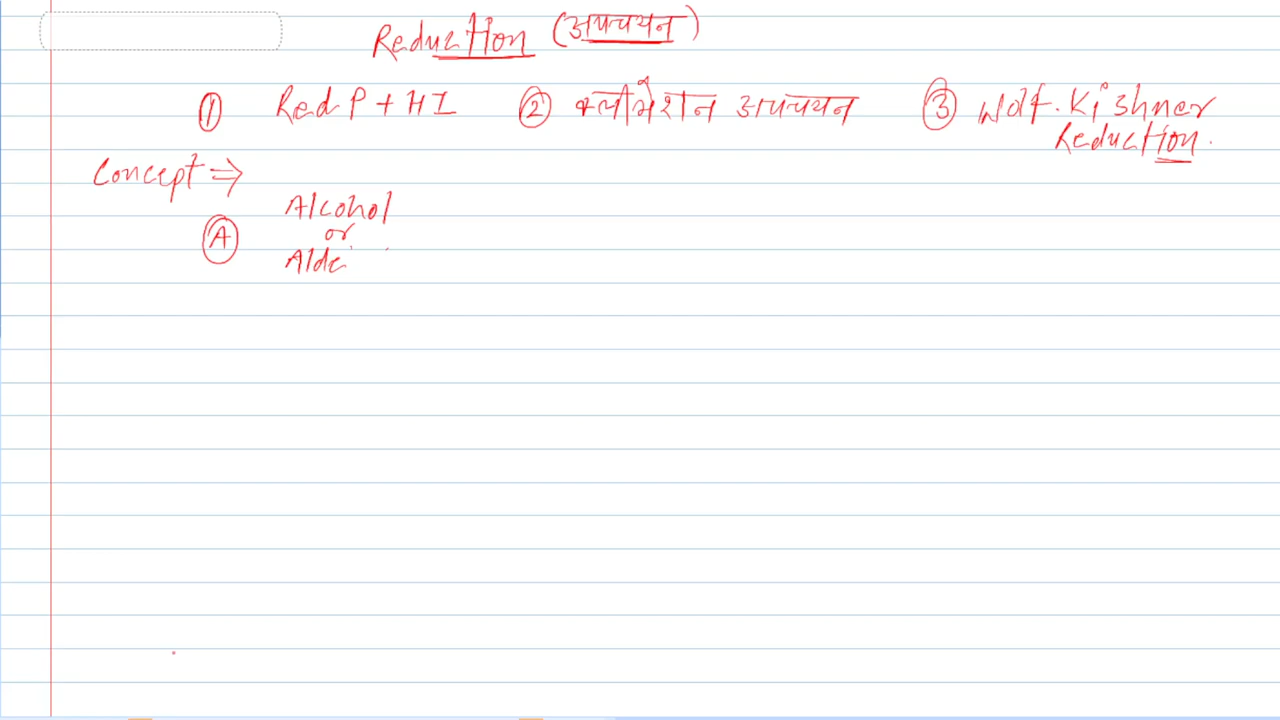 Reduction (अपचयन)
① Red P + HI ② क्लीमेंशन अपचयन ③ Wolf. Kishner Reduction.
Concept ⇒
Ⓐ Alcohol
or
Alde